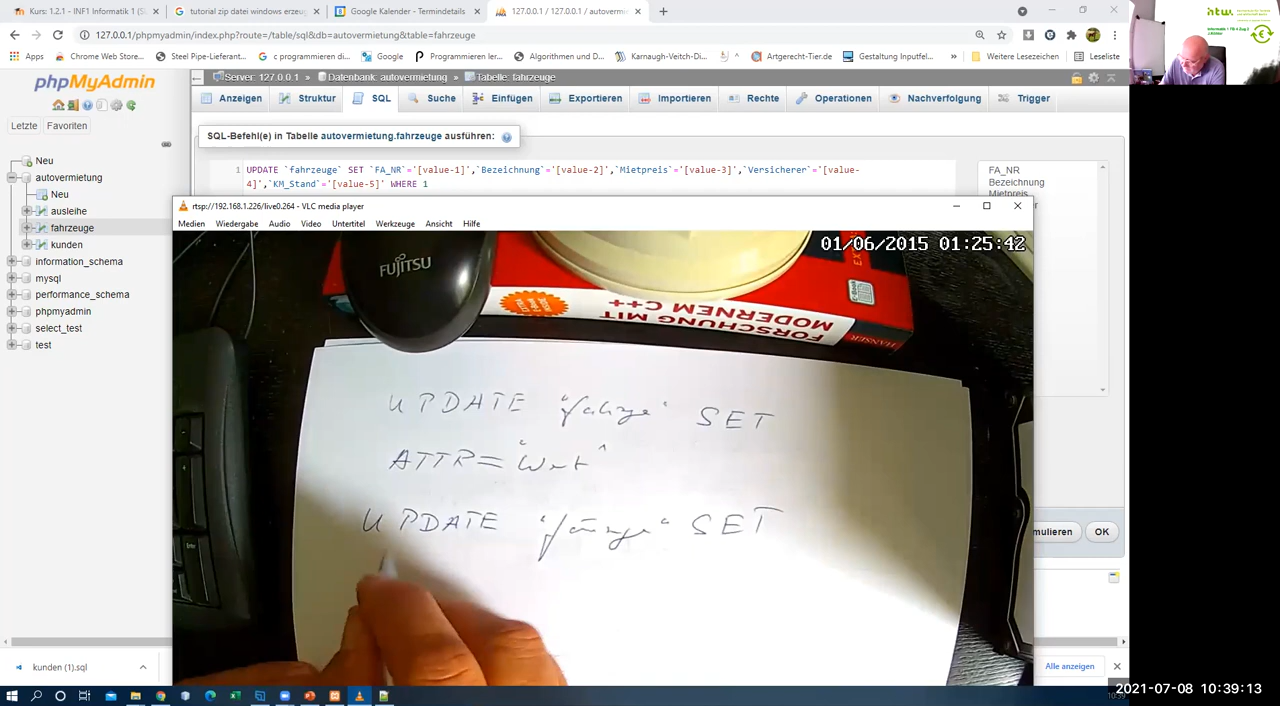 Kurs: 1.2.1 - INF1 Informatik 1 (S
tutorial zip datei windows erzeu
Google Kalender - Termindetails
127.0.0.1 / 127.0.0.1 / autovermie
127.0.0.1/phpmyadmin/index.php?route=/table/sql&db=autovermietung&table=fahrzeuge
Apps
Chrome Web Store...
Steel Pipe-Lieferant...
c programmieren di...
Google
Programmieren ler...
Algorithmen und D...
Karnaugh-Veitch-Di...
Artgerecht-Tier.de
Gestaltung Inputfel...
»
Weitere Lesezeichen
Leseliste
phpMyAdmin
Letzte
Favoriten
Neu
autovermietung
Neu
ausleihe
fahrzeuge
kunden
information_schema
mysql
performance_schema
phpmyadmin
select_test
test
Server: 127.0.0.1 » Datenbank: autovermietung » Tabelle: fahrzeuge
Anzeigen
Struktur
SQL
Suche
Einfügen
Exportieren
Importieren
Rechte
Operationen
Nachverfolgung
Trigger
SQL-Befehl(e) in Tabelle autovermietung.fahrzeuge ausführen:
1 UPDATE `fahrzeuge` SET `FA_NR`='[value-1]',`Bezeichnung`='[value-2]',`Mietpreis`='[value-3]',`Versicherer`='[value-
4]',`KM_Stand`='[value-5]' WHERE 1
FA_NR
Bezeichnung
Mietpreis
rtsp://192.168.1.226/live0.264 - VLC media player
Medien
Wiedergabe
Audio
Video
Untertitel
Werkzeuge
Ansicht
Hilfe
01/06/2015 01:25:42
FUJITSU
FORSCHUNG MIT
MODERNEM C++
HANSER
UPDATE SET
ATTR = "Wert"
UPDATE SET
mulieren
OK
kunden (1).sql
Alle anzeigen
htw
2021-07-08 10:39:13